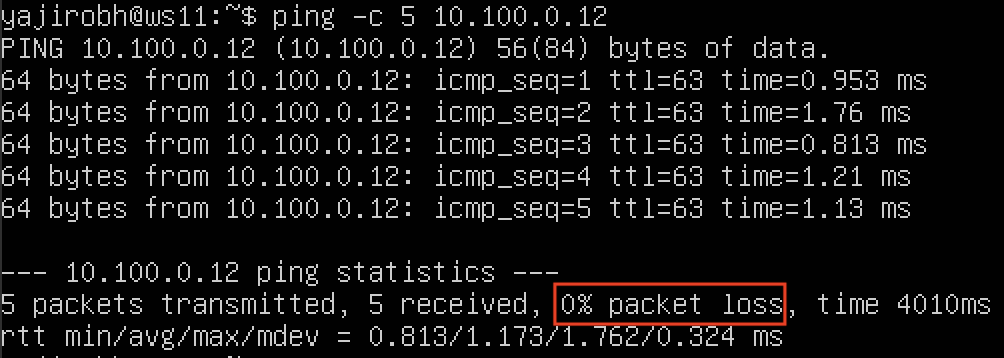 yajirobh@ws11:~$ ping -c 5 10.100.0.12
PING 10.100.0.12 (10.100.0.12) 56(84) bytes of data.
64 bytes from 10.100.0.12: icmp_seq=1 ttl=63 time=0.953 ms
64 bytes from 10.100.0.12: icmp_seq=2 ttl=63 time=1.76 ms
64 bytes from 10.100.0.12: icmp_seq=3 ttl=63 time=0.813 ms
64 bytes from 10.100.0.12: icmp_seq=4 ttl=63 time=1.21 ms
64 bytes from 10.100.0.12: icmp_seq=5 ttl=63 time=1.13 ms
--- 10.100.0.12 ping statistics ---
5 packets transmitted, 5 received, 0% packet loss, time 4010ms
rtt min/avg/max/mdev = 0.813/1.173/1.762/0.324 ms